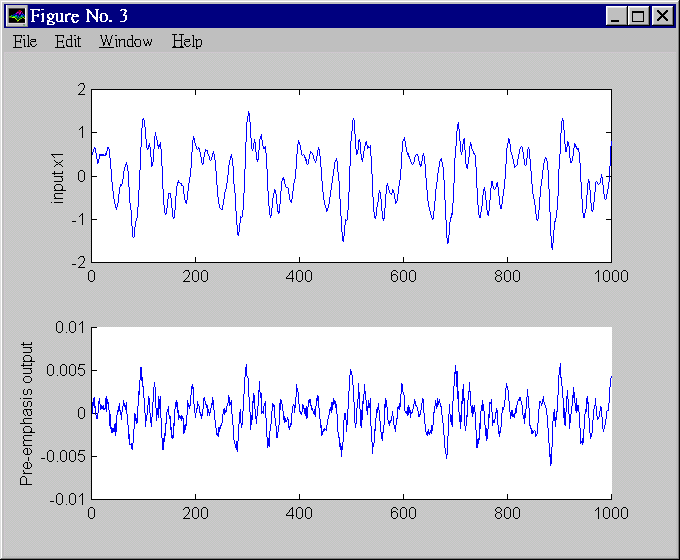 Figure No. 3
File Edit Window Help
2
1
0
-1
-2
input x1
0 200 400 600 800 1000
0.01
0.005
0
-0.005
-0.01
Pre-emphasis output
0 200 400 600 800 1000